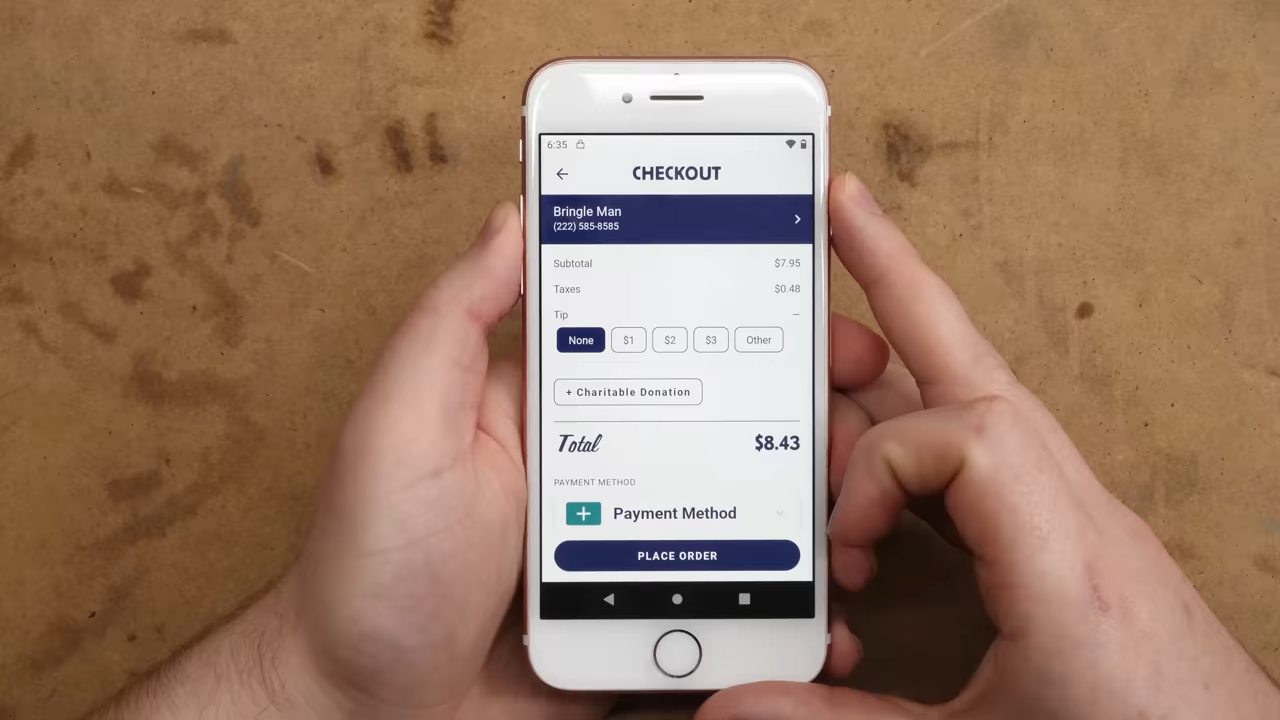 6:35
CHECKOUT
Bringle Man
(222) 585-8585
Subtotal $7.95
Taxes $0.48
Tip –
None $1 $2 $3 Other
+ Charitable Donation
Total $8.43
PAYMENT METHOD
+ Payment Method
PLACE ORDER